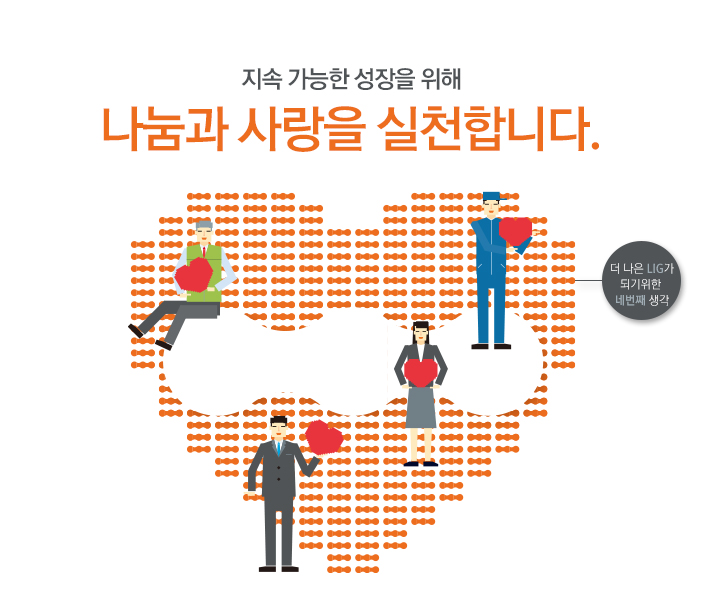 지속 가능한 성장을 위해
나눔과 사랑을 실천합니다.
더 나은 LIG가
되기위한
네번째 생각